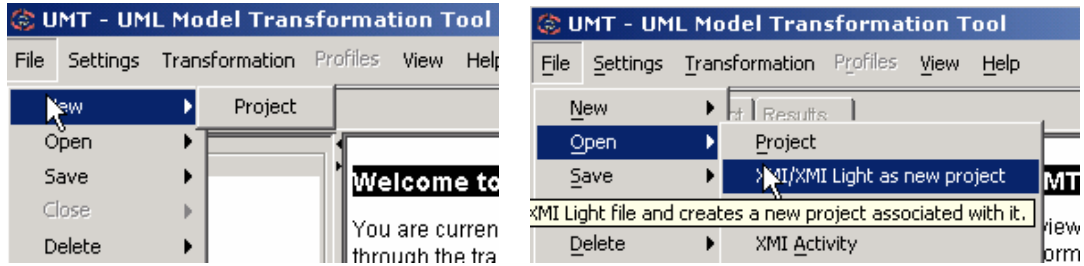 UMT - UML Model Transformation Tool
File Settings Transformation Profiles View Help
New Project
Open
Save
Close
Delete
Welcome to
You are curren
through the tra
UMT - UML Model Transformation Tool
File Settings Transformation Profiles View Help
New
Results
Open Project
Save XMI/XMI Light as new project
MT
XMI Light file and creates a new project associated with it.
view
Delete XMI Activity
orm